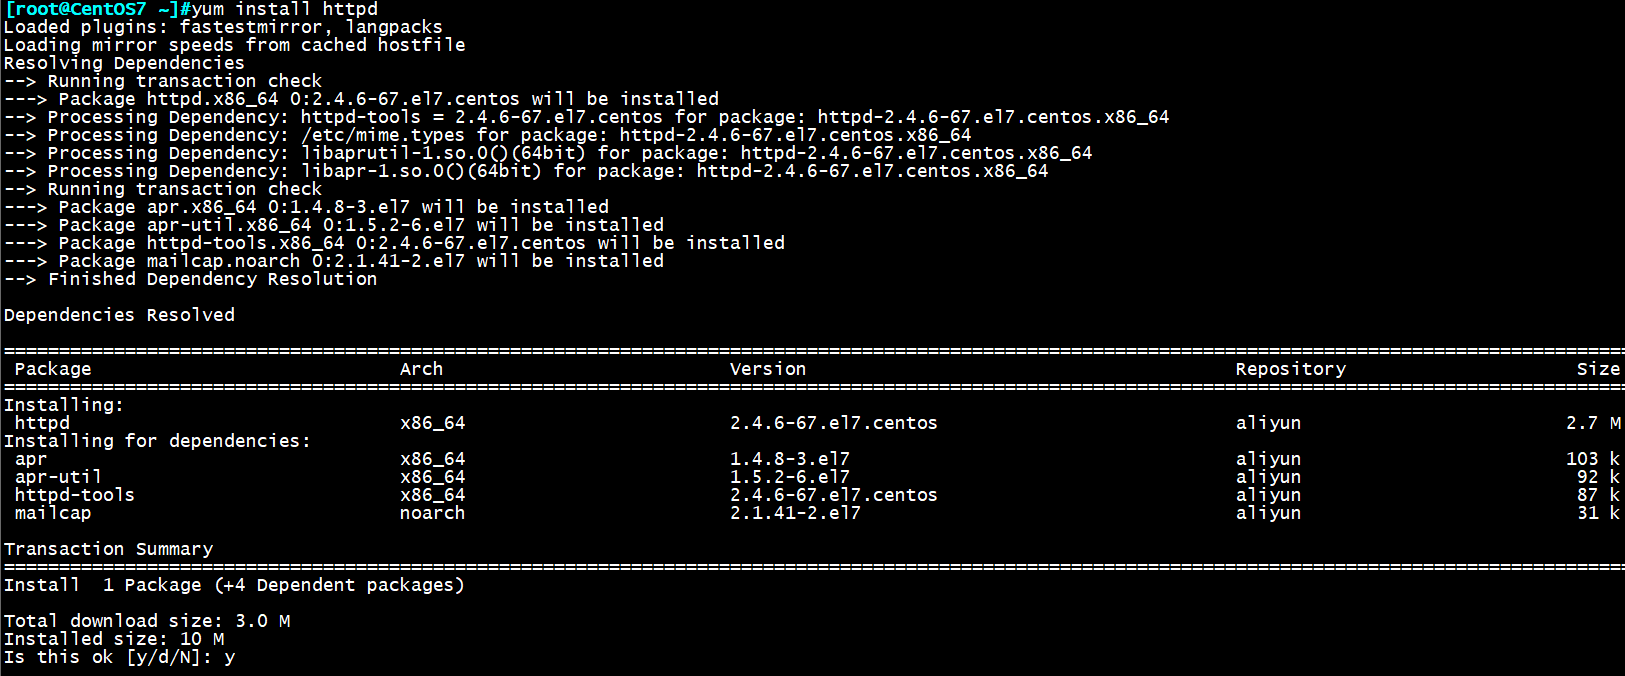 [root@CentOS7 ~]#yum install httpd
Loaded plugins: fastestmirror, langpacks
Loading mirror speeds from cached hostfile
Resolving Dependencies
--> Running transaction check
---> Package httpd.x86_64 0:2.4.6-67.el7.centos will be installed
--> Processing Dependency: httpd-tools = 2.4.6-67.el7.centos for package: httpd-2.4.6-67.el7.centos.x86_64
--> Processing Dependency: /etc/mime.types for package: httpd-2.4.6-67.el7.centos.x86_64
--> Processing Dependency: libaprutil-1.so.0()(64bit) for package: httpd-2.4.6-67.el7.centos.x86_64
--> Processing Dependency: libapr-1.so.0()(64bit) for package: httpd-2.4.6-67.el7.centos.x86_64
--> Running transaction check
---> Package apr.x86_64 0:1.4.8-3.el7 will be installed
---> Package apr-util.x86_64 0:1.5.2-6.el7 will be installed
---> Package httpd-tools.x86_64 0:2.4.6-67.el7.centos will be installed
---> Package mailcap.noarch 0:2.1.41-2.el7 will be installed
--> Finished Dependency Resolution
Dependencies Resolved
Package Arch Version Repository Size
Installing:
httpd x86_64 2.4.6-67.el7.centos aliyun 2.7 M
Installing for dependencies:
apr x86_64 1.4.8-3.el7 aliyun 103 k
apr-util x86_64 1.5.2-6.el7 aliyun 92 k
httpd-tools x86_64 2.4.6-67.el7.centos aliyun 87 k
mailcap noarch 2.1.41-2.el7 aliyun 31 k
Transaction Summary
Install 1 Package (+4 Dependent packages)
Total download size: 3.0 M
Installed size: 10 M
Is this ok [y/d/N]: y